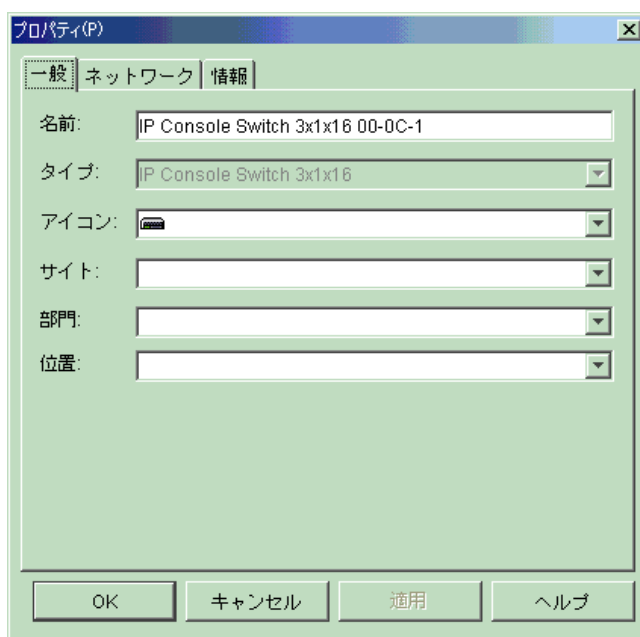 プロパティ(P)
一般 ネットワーク 情報
名前: IP Console Switch 3x1x16 00-0C-1
タイプ: IP Console Switch 3x1x16
アイコン:
サイト:
部門:
位置:
OK キャンセル 適用 ヘルプ